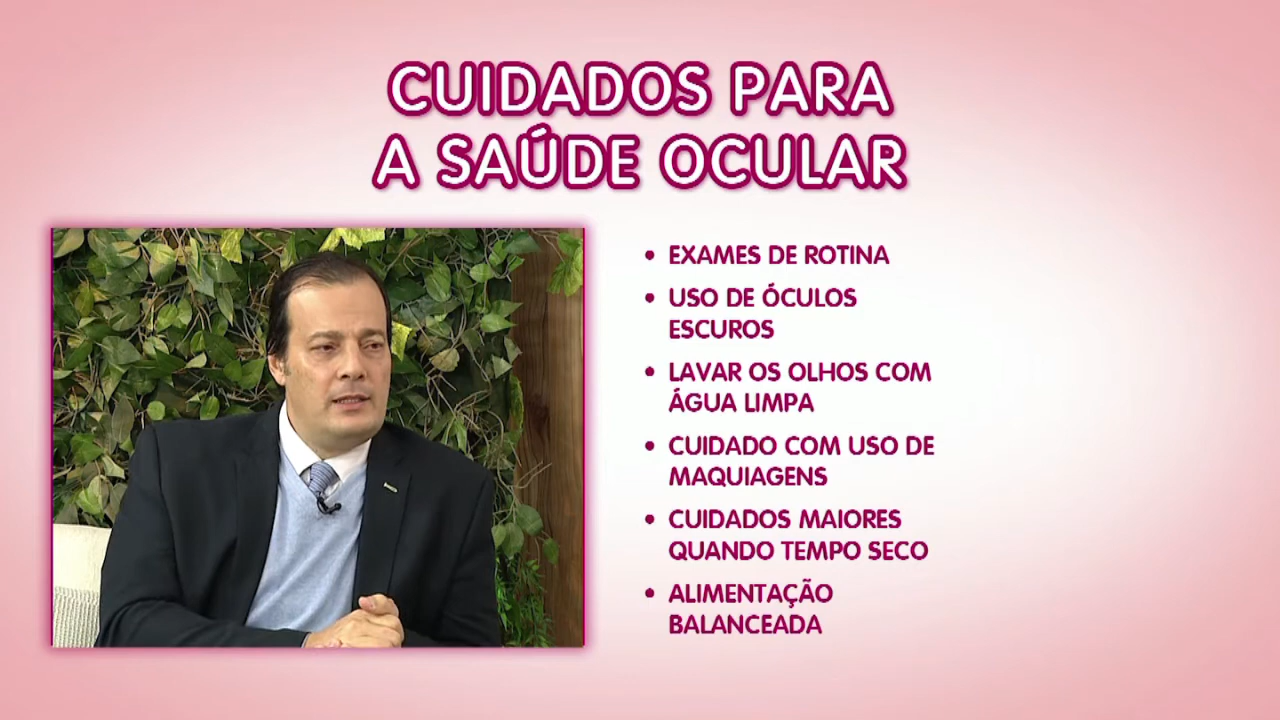 CUIDADOS PARA
A SAÚDE OCULAR
• EXAMES DE ROTINA
• USO DE ÓCULOS
ESCUROS
• LAVAR OS OLHOS COM
ÁGUA LIMPA
• CUIDADO COM USO DE
MAQUIAGENS
• CUIDADOS MAIORES
QUANDO TEMPO SECO
• ALIMENTAÇÃO
BALANCEADA